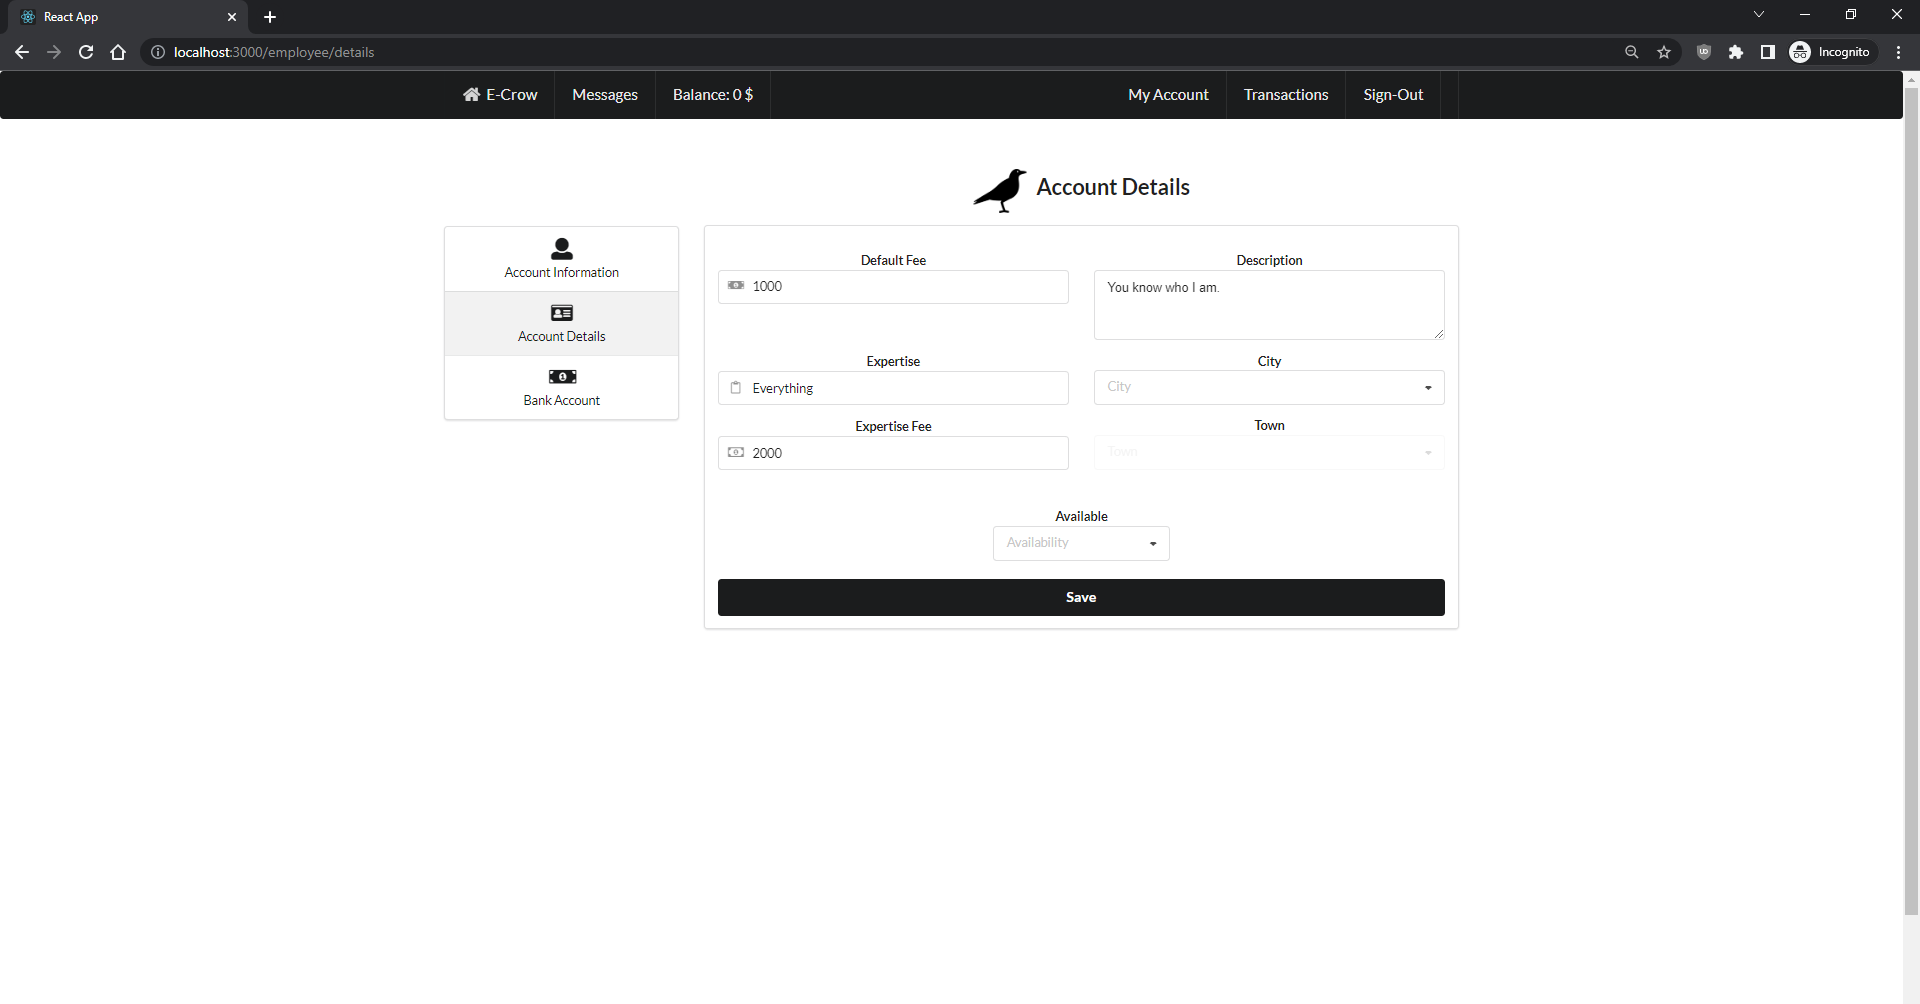 React App
localhost:3000/employee/details
Incognito
E-Crow
Messages
Balance: 0 $
My Account
Transactions
Sign-Out
Account Details
Account Information
Account Details
Bank Account
Default Fee
1000
Description
You know who I am.
Expertise
Everything
City
City
Expertise Fee
2000
Town
Town
Available
Availability
Save